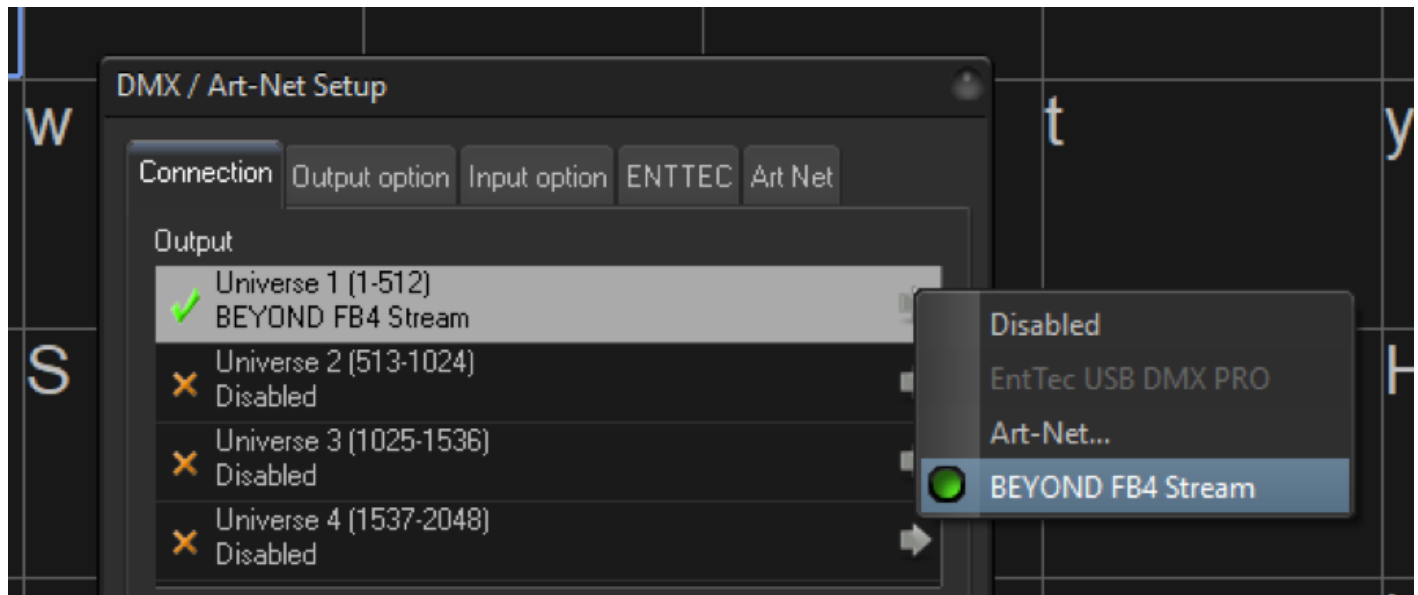 DMX / Art-Net Setup
w
t
y
Connection
Output option
Input option
ENTTEC
Art Net
Output
Universe 1 (1-512)
BEYOND FB4 Stream
Universe 2 (513-1024)
Disabled
Universe 3 (1025-1536)
Disabled
Universe 4 (1537-2048)
Disabled
Disabled
EntTec USB DMX PRO
Art-Net...
BEYOND FB4 Stream
S
H